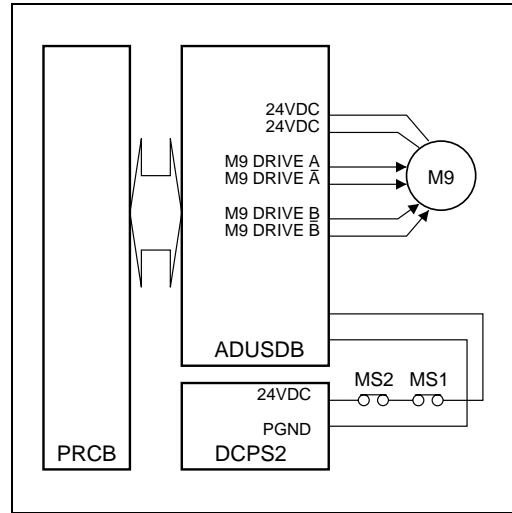 24VDC
24VDC
M9 DRIVE A
M9 DRIVE A̅
M9 DRIVE B
M9 DRIVE B̅
M9
ADUSDB
MS2 MS1
24VDC
PGND
PRCB
DCPS2